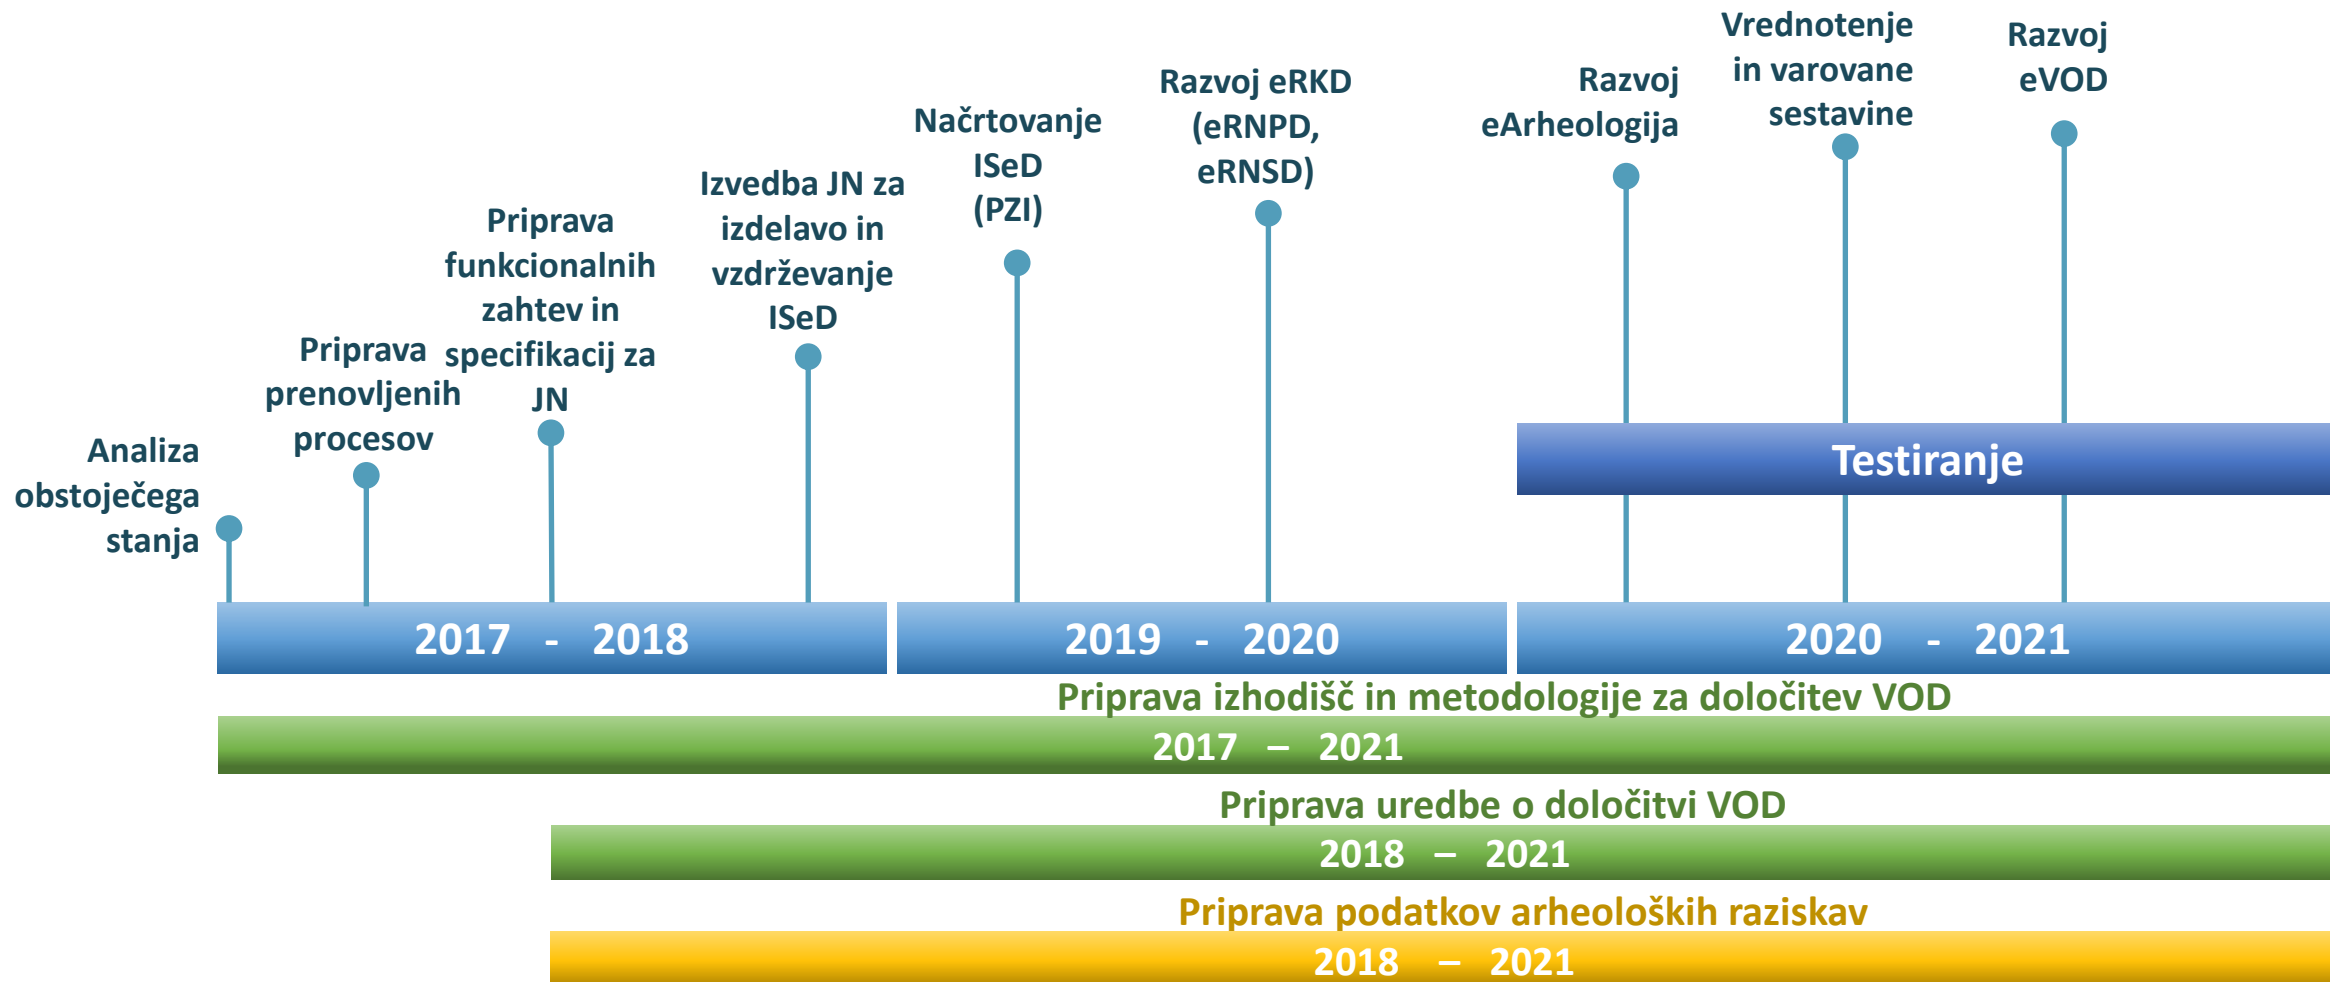 Analiza
obstoječega
stanja
Priprava
prenovljenih
procesov
Priprava
funkcionalnih
zahtev in
specifikacij za
JN
Izvedba JN za
izdelavo in
vzdrževanje
ISeD
Načrtovanje
ISeD
(PZI)
Razvoj eRKD
(eRNPD,
eRNSD)
Razvoj
eArheologija
Vrednotenje
in varovane
sestavine
Razvoj
eVOD
Testiranje
2017 - 2018
2019 - 2020
2020 - 2021
Priprava izhodišč in metodologije za določitev VOD
2017 – 2021
Priprava uredbe o določitvi VOD
2018 – 2021
Priprava podatkov arheoloških raziskav
2018 – 2021